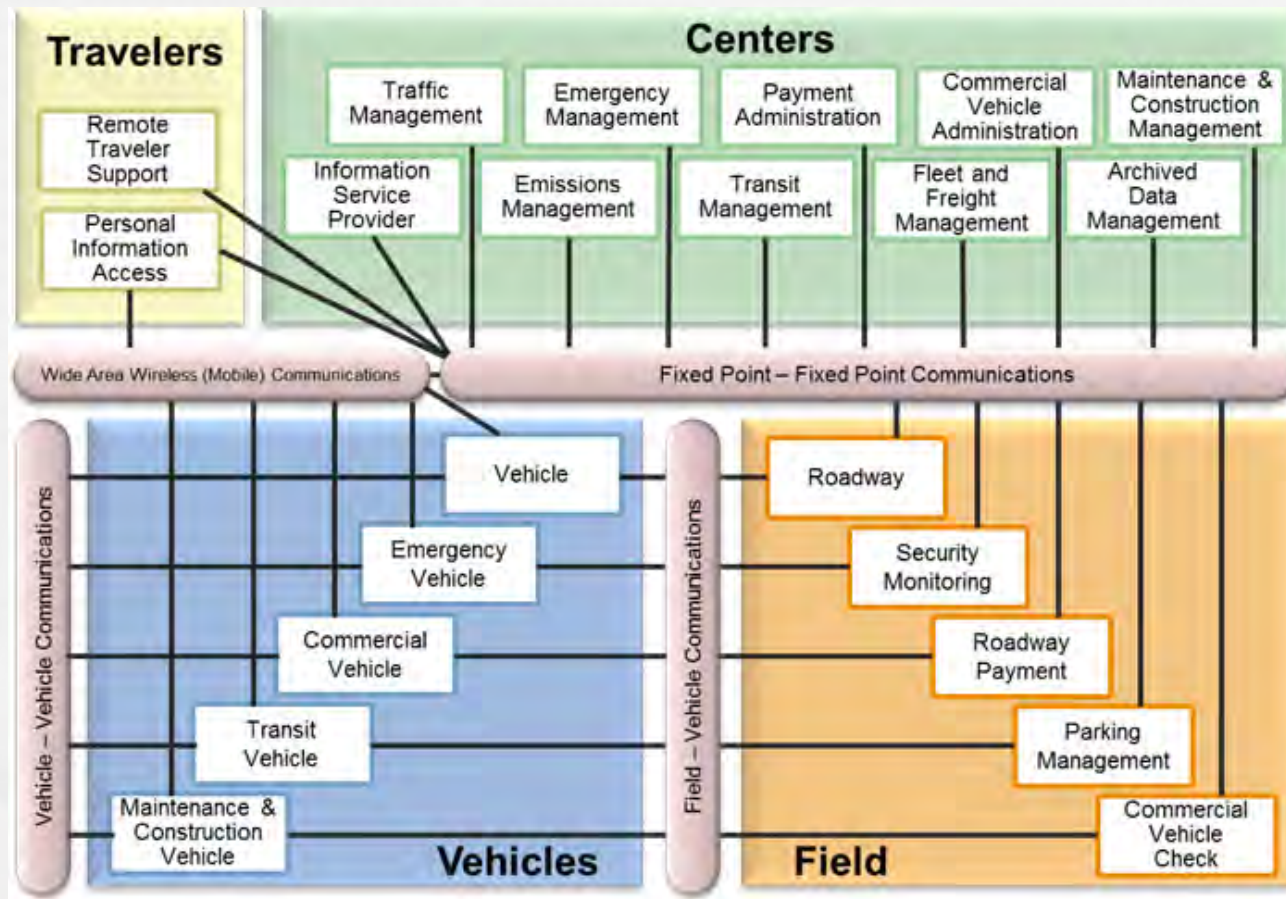 Travelers
Remote
Traveler
Support
Personal
Information
Access
Centers
Traffic
Management
Emergency
Management
Payment
Administration
Commercial
Vehicle
Administration
Maintenance &
Construction
Management
Information
Service
Provider
Emissions
Management
Transit
Management
Fleet and
Freight
Management
Archived
Data
Management
Wide Area Wireless (Mobile) Communications
Fixed Point – Fixed Point Communications
Vehicle – Vehicle Communications
Vehicle
Emergency
Vehicle
Commercial
Vehicle
Transit
Vehicle
Maintenance &
Construction
Vehicle
Vehicles
Field – Vehicle Communications
Roadway
Security
Monitoring
Roadway
Payment
Parking
Management
Commercial
Vehicle
Check
Field